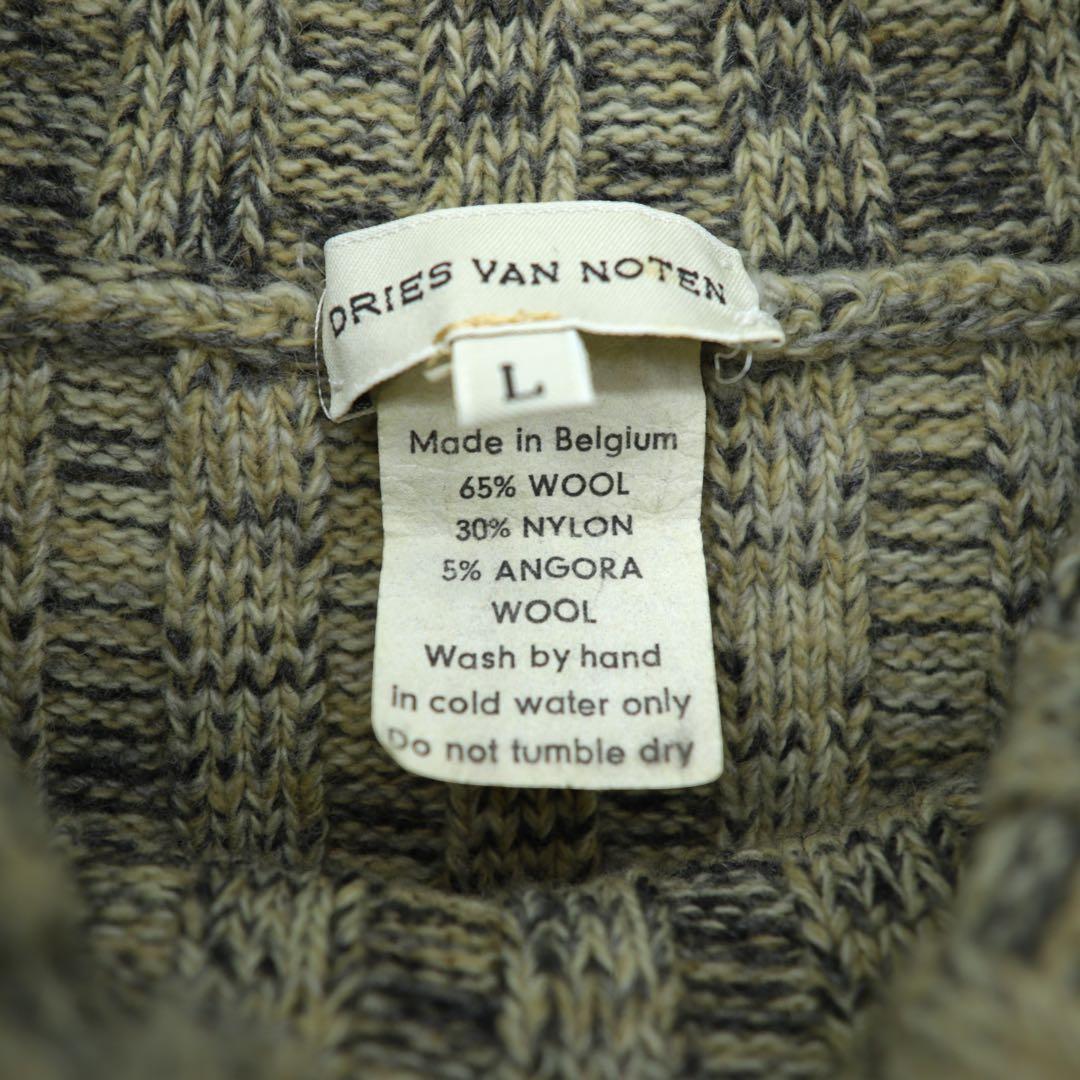 DRIES VAN NOTEN
L
Made in Belgium
65% WOOL
30% NYLON
5% ANGORA
WOOL
Wash by hand
in cold water only
Do not tumble dry